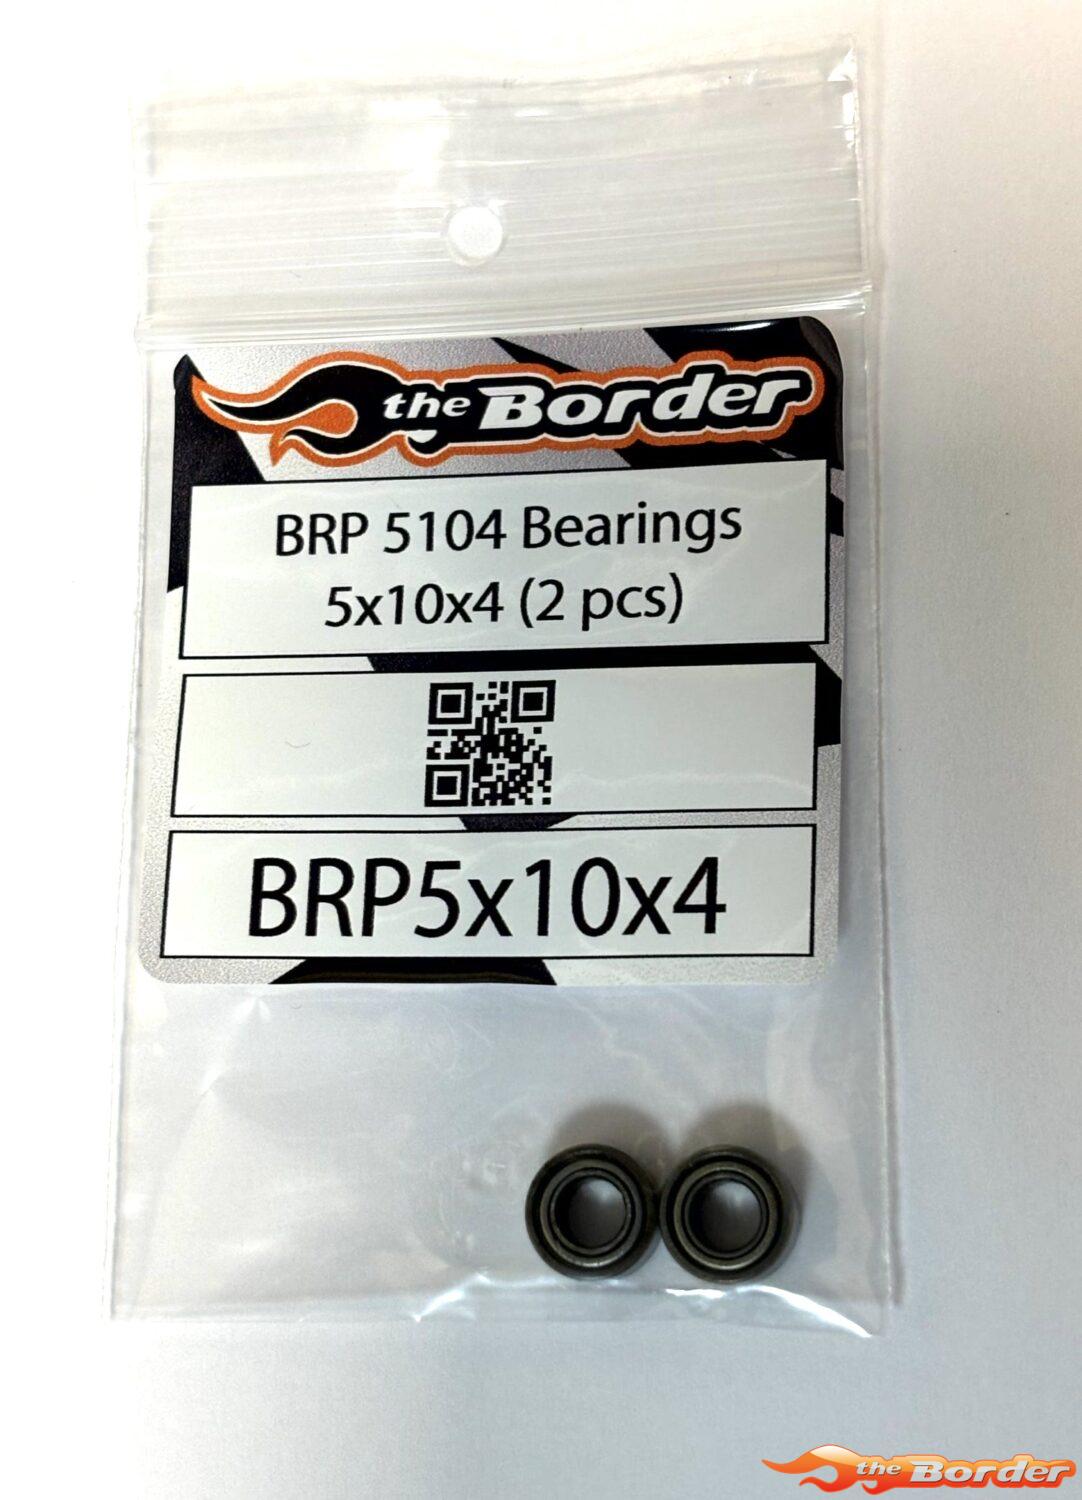 the Border
BRP 5104 Bearings
5x10x4 (2 pcs)
BRP5x10x4
the Border